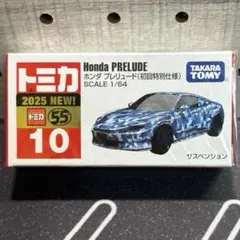 トミカ
2025 NEW!
トミカ 55
10
Honda PRELUDE
ホンダ プレリュード(初回特別仕様)
SCALE 1/64
TAKARA
TOMY
サスペンション